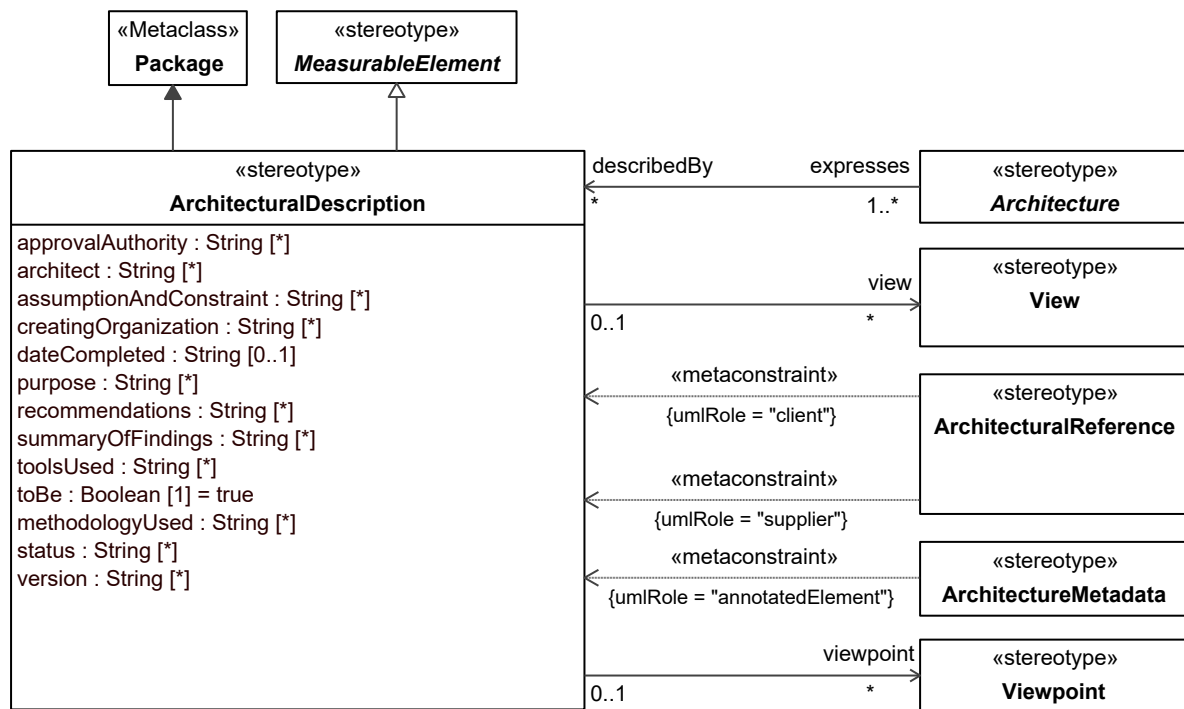 «Metaclass»
Package
«stereotype»
MeasurableElement
«stereotype»
ArchitecturalDescription
approvalAuthority : String [*]
architect : String [*]
assumptionAndConstraint : String [*]
creatingOrganization : String [*]
dateCompleted : String [0..1]
purpose : String [*]
recommendations : String [*]
summaryOfFindings : String [*]
toolsUsed : String [*]
toBe : Boolean [1] = true
methodologyUsed : String [*]
status : String [*]
version : String [*]
describedBy
expresses
*
1..*
«stereotype»
Architecture
view
0..1
*
«stereotype»
View
«metaconstraint»
{umlRole = "client"}
«stereotype»
ArchitecturalReference
«metaconstraint»
{umlRole = "supplier"}
«metaconstraint»
{umlRole = "annotatedElement"}
«stereotype»
ArchitectureMetadata
viewpoint
0..1
*
«stereotype»
Viewpoint